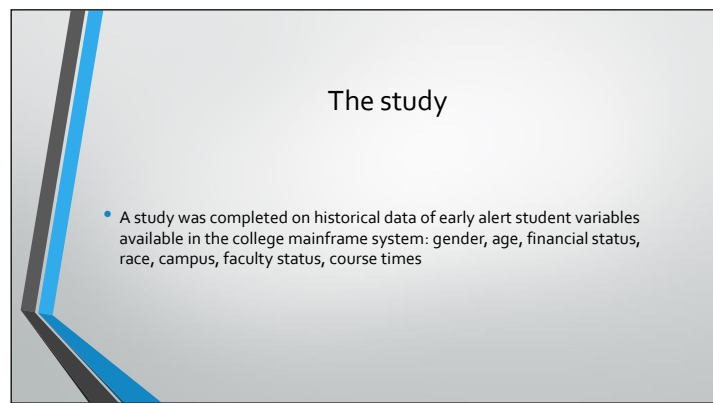 The study
• A study was completed on historical data of early alert student variables
available in the college mainframe system: gender, age, financial status,
race, campus, faculty status, course times